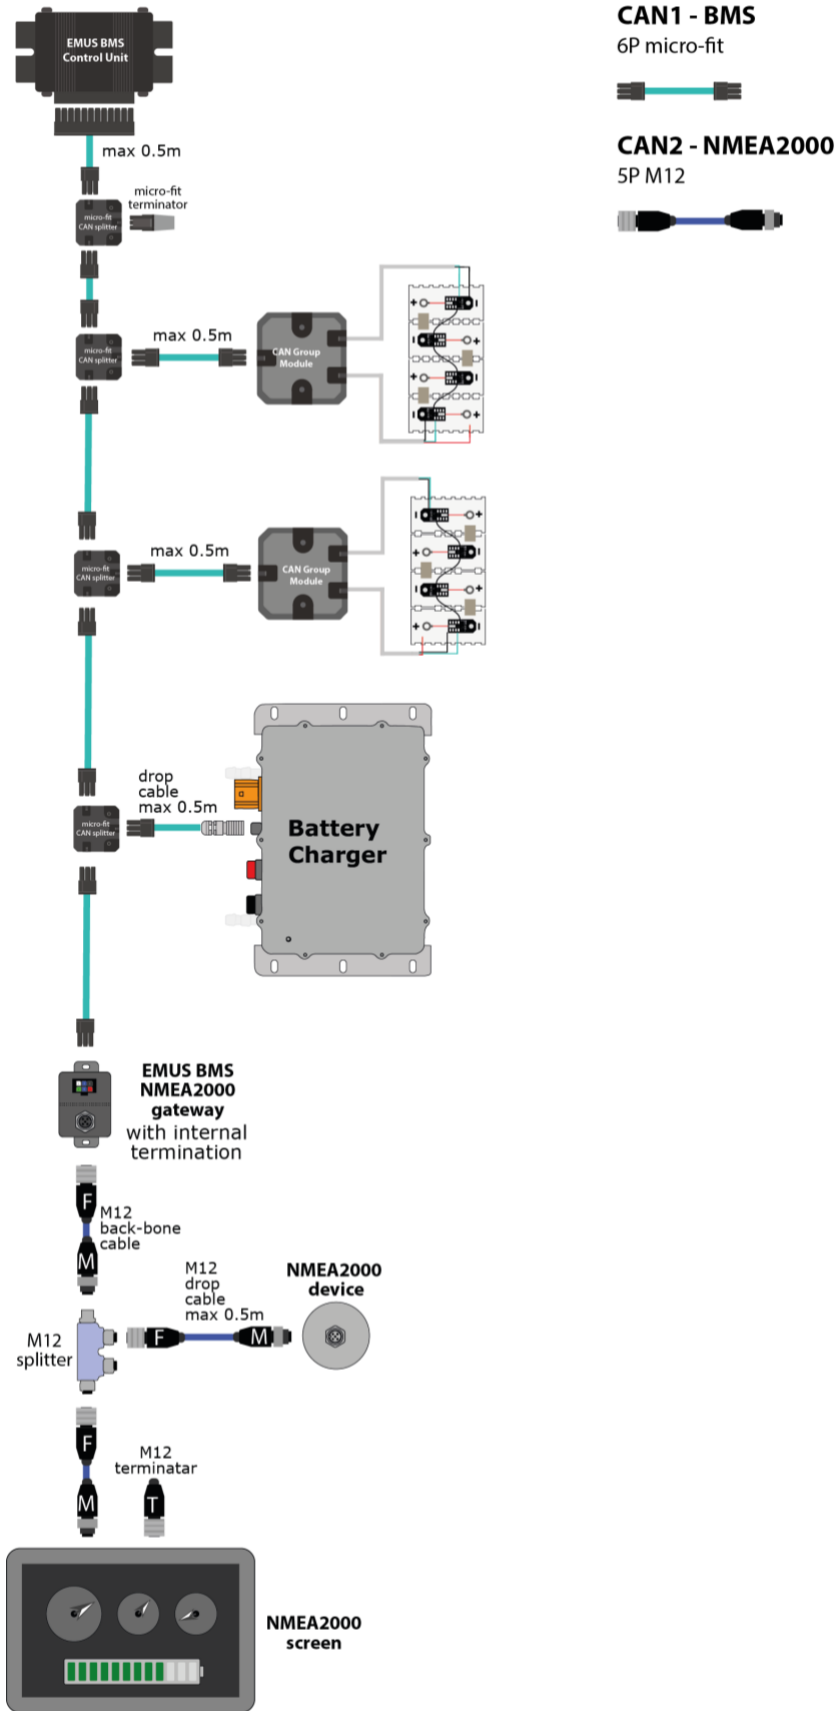 EMUS BMS
Control Unit
max 0.5m
micro-fit
terminator
micro-fit
CAN splitter
micro-fit
CAN splitter
max 0.5m
CAN Group
Module
+
-
-
+
+
-
-
+
micro-fit
CAN splitter
max 0.5m
CAN Group
Module
-
+
+
-
-
+
+
-
micro-fit
CAN splitter
drop
cable
max 0.5m
Battery
Charger
EMUS BMS
NMEA2000
gateway
with internal
termination
F
M12
back-bone
cable
M
M12
splitter
M12
drop
cable
max 0.5m
F
M
NMEA2000
device
F
M
M12
terminatar
T
NMEA2000
screen
CAN1 - BMS
6P micro-fit
CAN2 - NMEA2000
5P M12